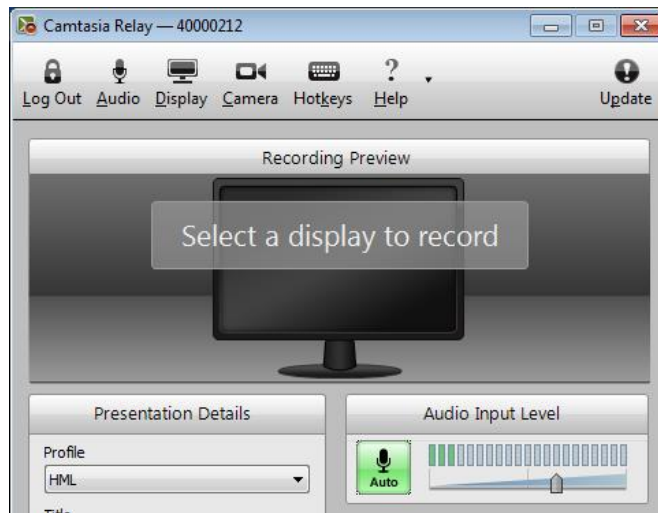 Camtasia Relay — 40000212
Log Out Audio Display Camera Hotkeys ? Help Update
Recording Preview
Select a display to record
Presentation Details
Audio Input Level
Profile
HML
Auto
Title